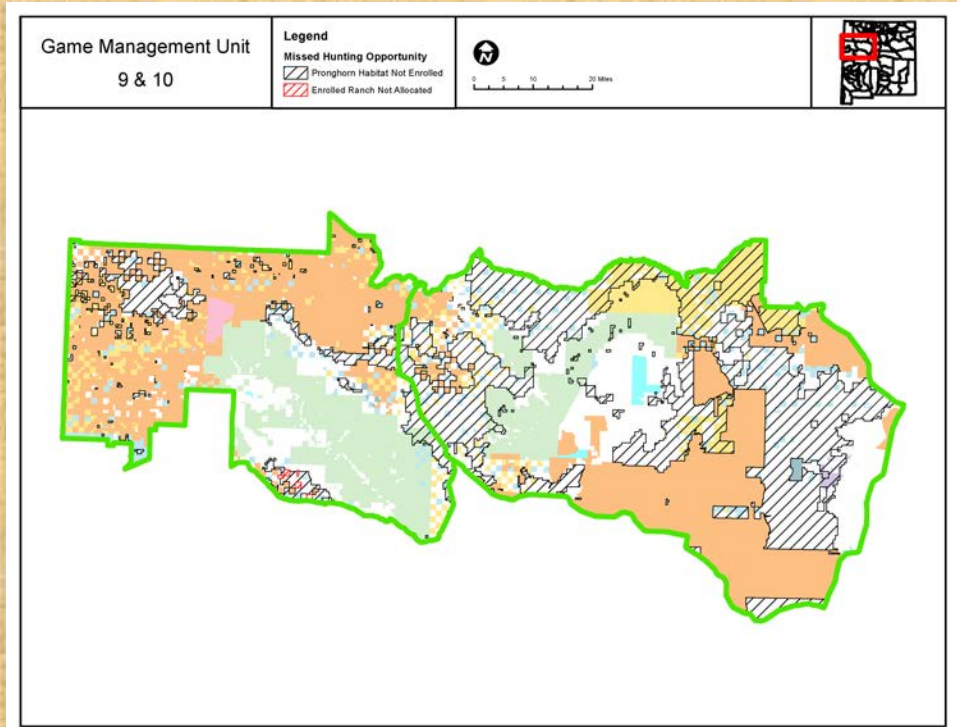 Game Management Unit
9 & 10
Legend
Missed Hunting Opportunity
Pronghorn Habitat Not Enrolled
Enrolled Ranch Not Allocated
N
0 5 10 20 Miles